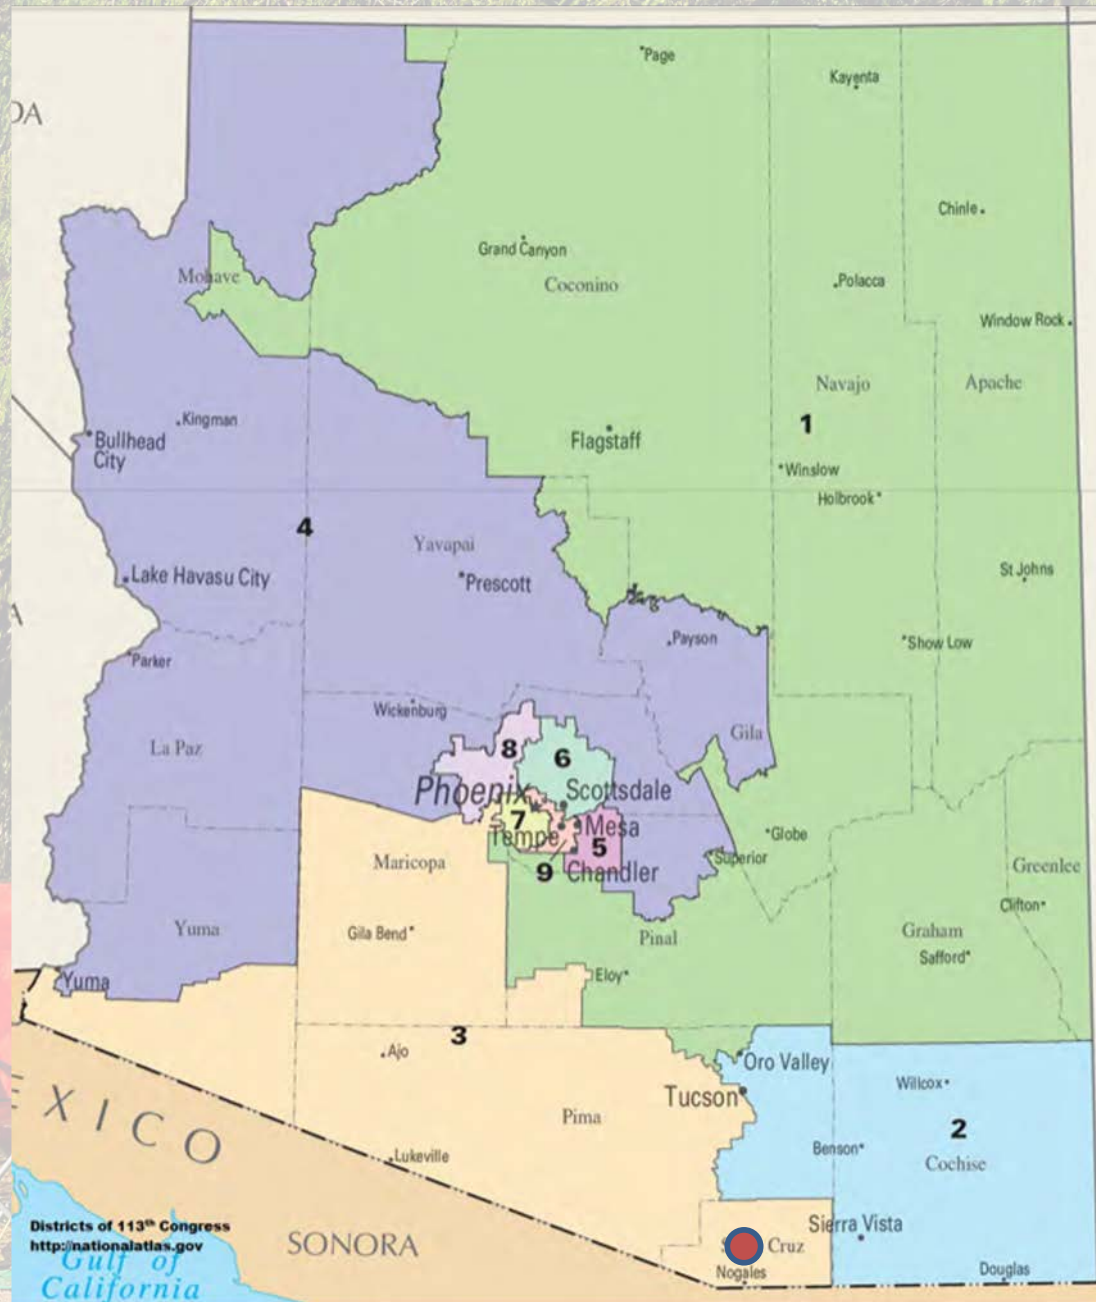 DA
Page
Kayenta
Chinle
Grand Canyon
Mohave
Coconino
Polacca
Window Rock
Navajo
Apache
Kingman
1
Bullhead
City
Flagstaff
Winslow
Holbrook
4
Yavapai
Lake Havasu City
Prescott
St Johns
A
Payson
Show Low
Parker
Wickenburg
La Paz
Gila
8
6
Phoenix
Scottsdale
7
Tempe
Mesa
5
Globe
9
Chandler
Superior
Maricopa
Greenlee
Clifton
Yuma
Gila Bend
Pinal
Graham
Safford
Yuma
Eloy
3
Ajo
Oro Valley
Tucson
Willcox
EXICO
Pima
2
Benson
Cochise
Lukeville
Districts of 113th Congress
http://nationalatlas.gov
SONORA
Sierra Vista
Cruz
Gulf of
California
Nogales
Douglas